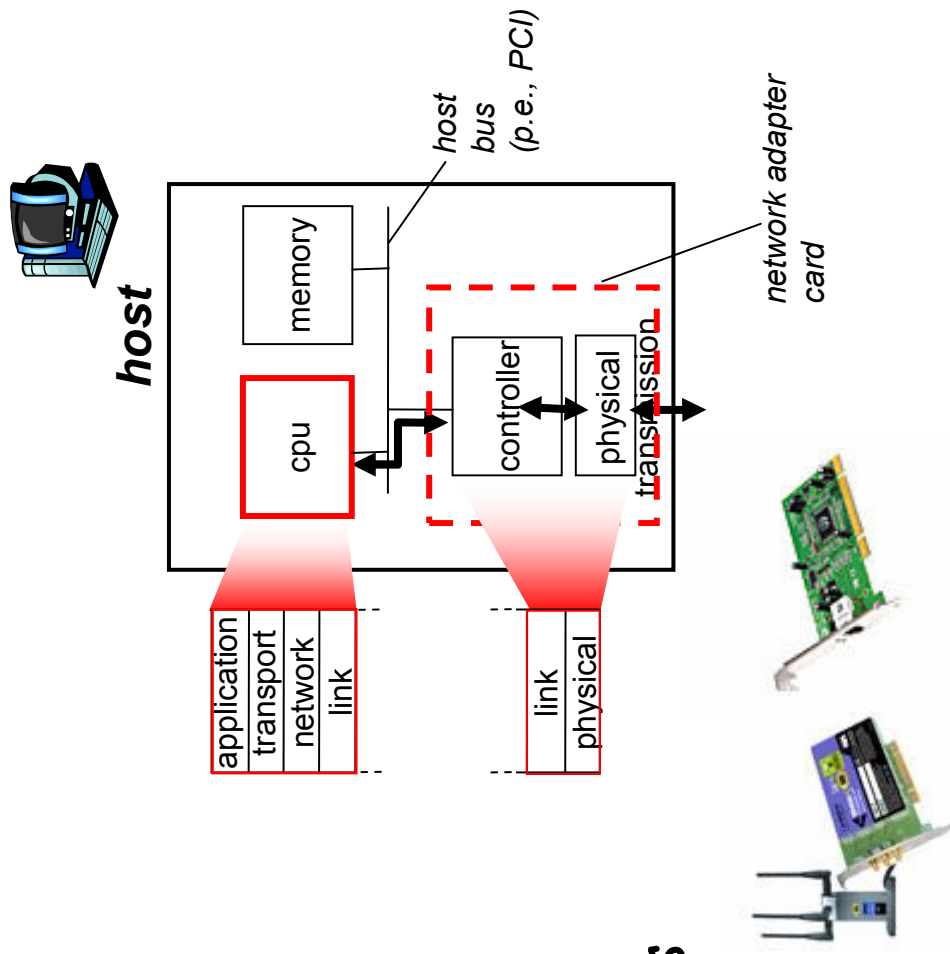 host
application
transport
network
link
cpu
memory
host
bus
(p.e., PCI)
controller
link
physical
physical
transmission
network adapter
card